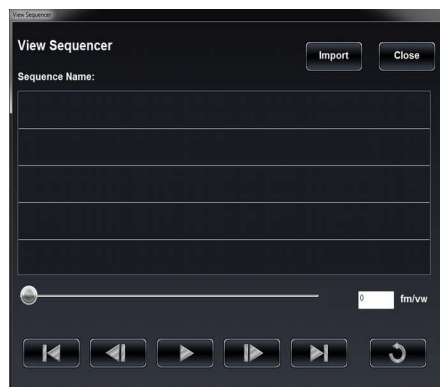 View Sequencer
View Sequencer
Import
Close
Sequence Name:
0
fm/vw